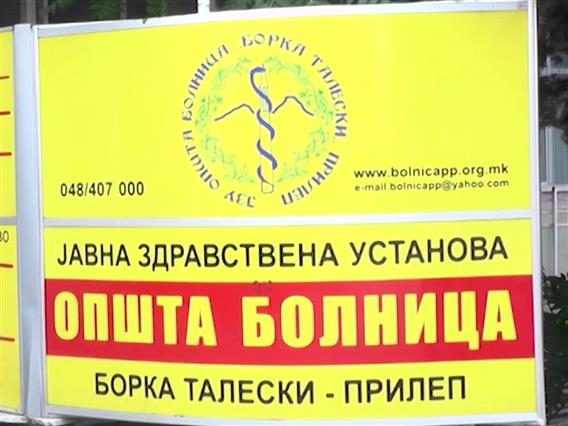 ЈЗУ ОПШТА БОЛНИЦА "БОРКА ТАЛЕСКИ" ПРИЛЕП
048/407 000
www.bolnicapp.org.mk
e-mail.bolnicapp@yahoo.com
ЈАВНА ЗДРАВСТВЕНА УСТАНОВА
ОПШТА БОЛНИЦА
БОРКА ТАЛЕСКИ - ПРИЛЕП